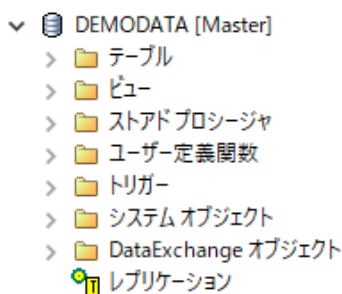 DEMODATA [Master]
テーブル
ビュー
ストアド プロシージャ
ユーザー定義関数
トリガー
システム オブジェクト
DataExchange オブジェクト
レプリケーション